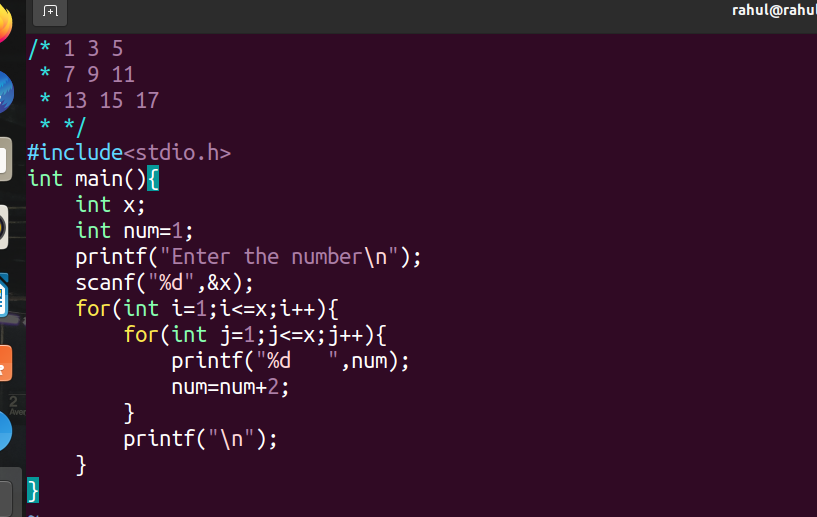 rahul@rahul
/* 1 3 5
 * 7 9 11
 * 13 15 17
 * */
#include<stdio.h>
int main(){
    int x;
    int num=1;
    printf("Enter the number\n");
    scanf("%d",&x);
    for(int i=1;i<=x;i++){
        for(int j=1;j<=x;j++){
            printf("%d   ",num);
            num=num+2;
        }
        printf("\n");
    }
}
~